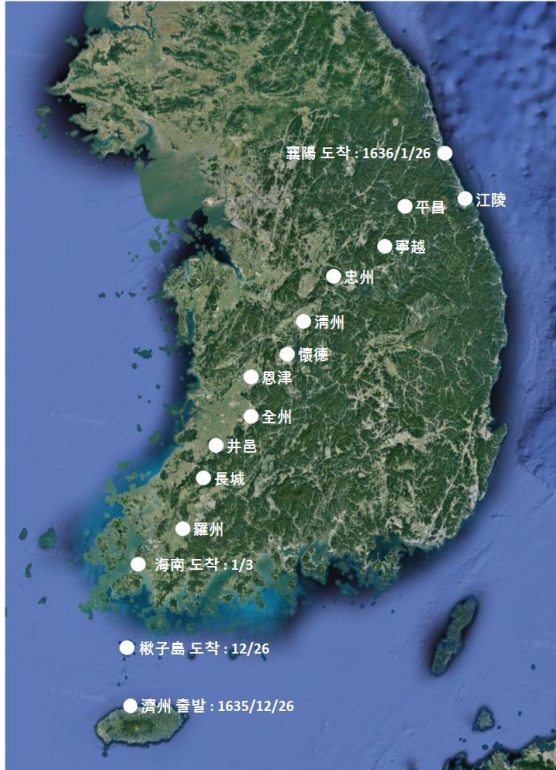 襄陽 도착 : 1636/1/26
江陵
平昌
寧越
忠州
淸州
懷德
恩津
全州
井邑
長城
羅州
海南 도착 : 1/3
楸子島 도착 : 12/26
濟州 출발 : 1635/12/26